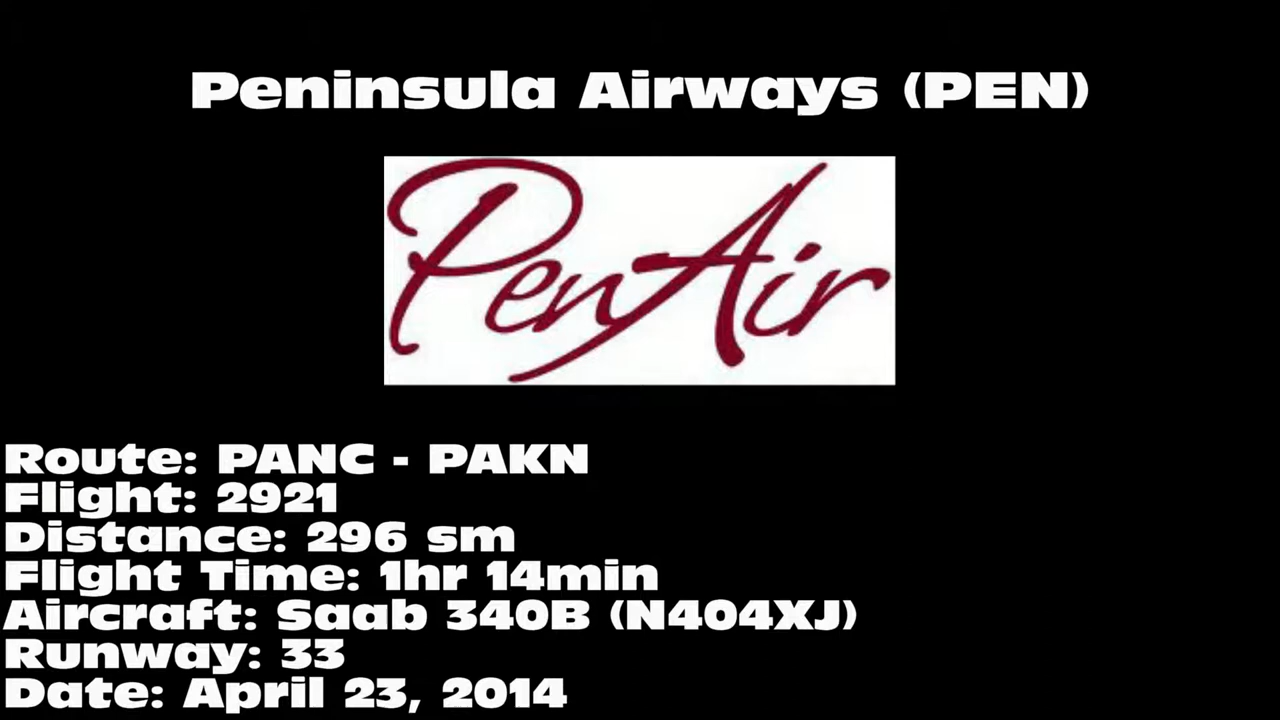 Peninsula Airways (PEN)
PenAir
Route: PANC - PAKN
Flight: 2921
Distance: 296 sm
Flight Time: 1hr 14min
Aircraft: Saab 340B (N404XJ)
Runway: 33
Date: April 23, 2014